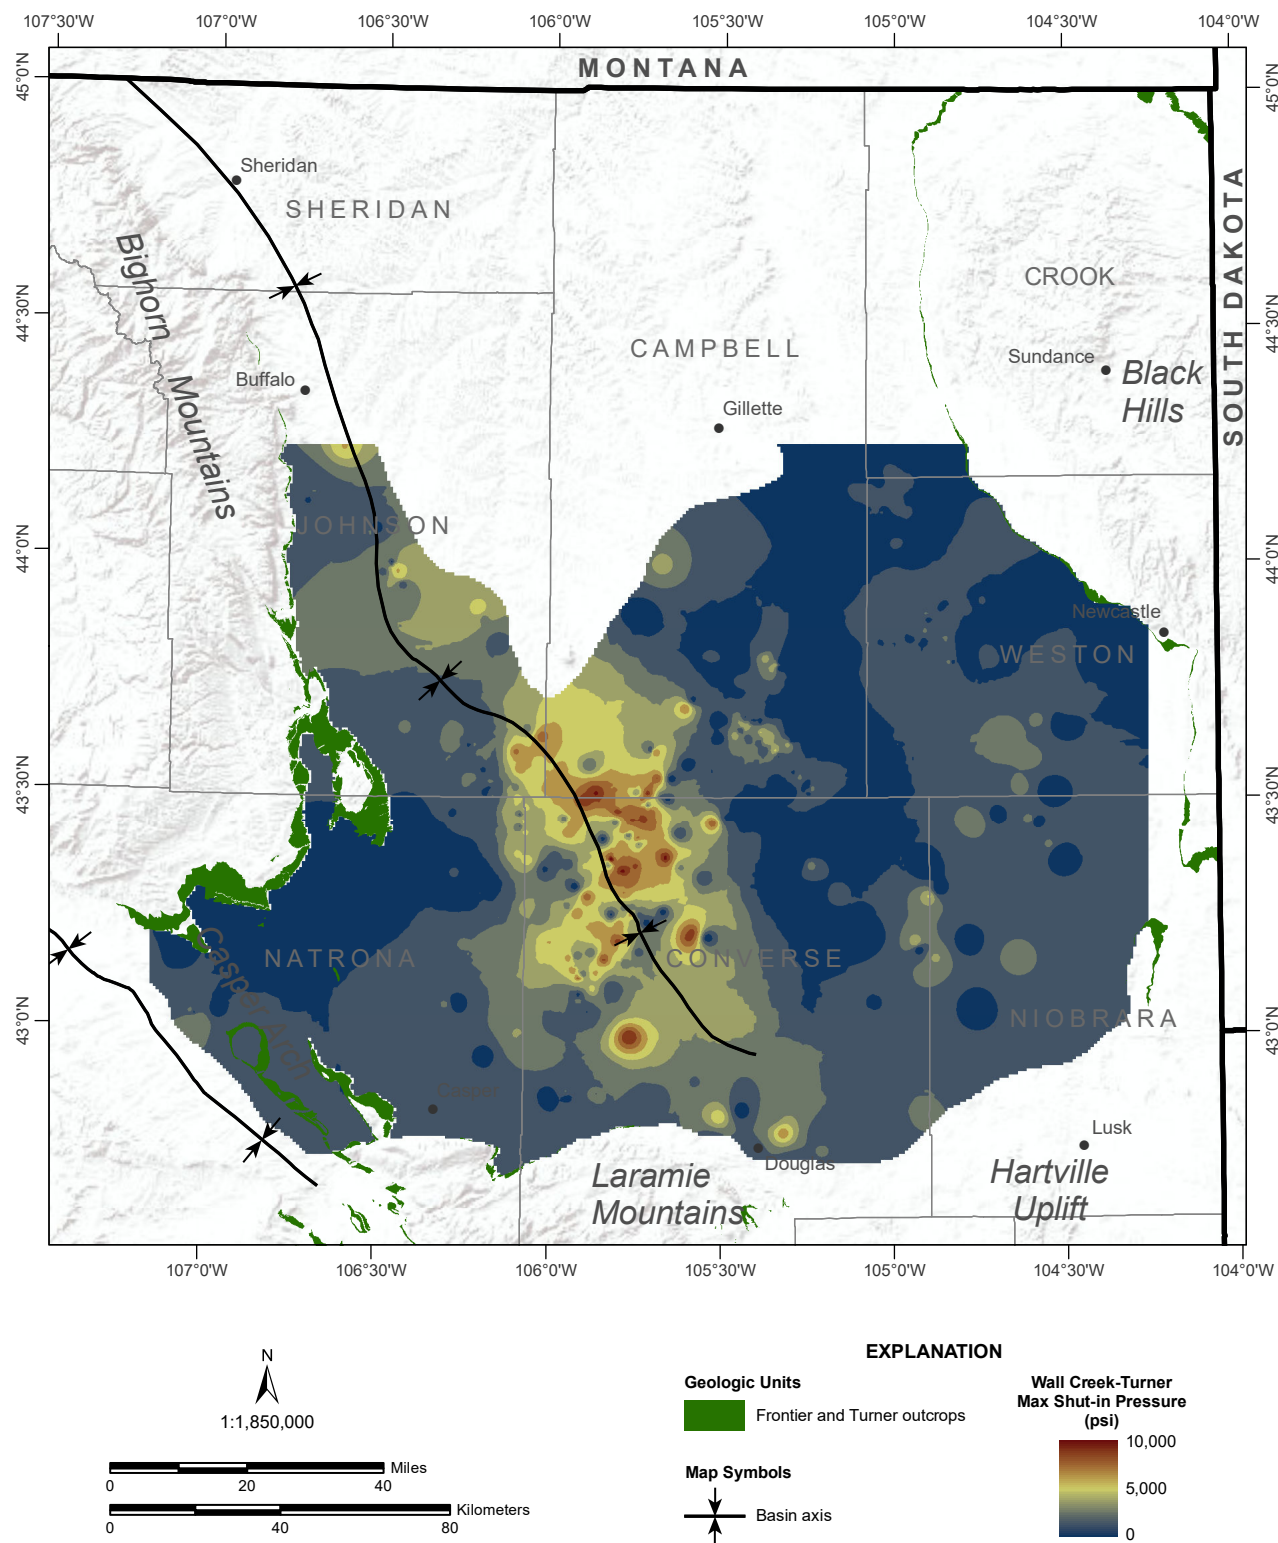 107°30'W 107°0'W 106°30'W 106°0'W 105°30'W 105°0'W 104°30'W 104°0'W
45°0'N
44°30'N
44°0'N
43°30'N
43°0'N
MONTANA
45°0'N
44°30'N
44°0'N
43°30'N
43°0'N
SOUTH DAKOTA
Sheridan
SHERIDAN
Bighorn
Mountains
CROOK
CAMPBELL
Sundance
Black
Hills
Buffalo
Gillette
JOHNSON
Newcastle
WESTON
NATRONA
CONVERSE
Casper Arch
NIOBRARA
Casper
Lusk
Douglas
Laramie
Mountains
Hartville
Uplift
107°0'W 106°30'W 106°0'W 105°30'W 105°0'W 104°30'W 104°0'W
N
1:1,850,000
Miles
0 20 40
Kilometers
0 40 80
EXPLANATION
Geologic Units
Frontier and Turner outcrops
Map Symbols
Basin axis
Wall Creek-Turner
Max Shut-in Pressure
(psi)
10,000
5,000
0